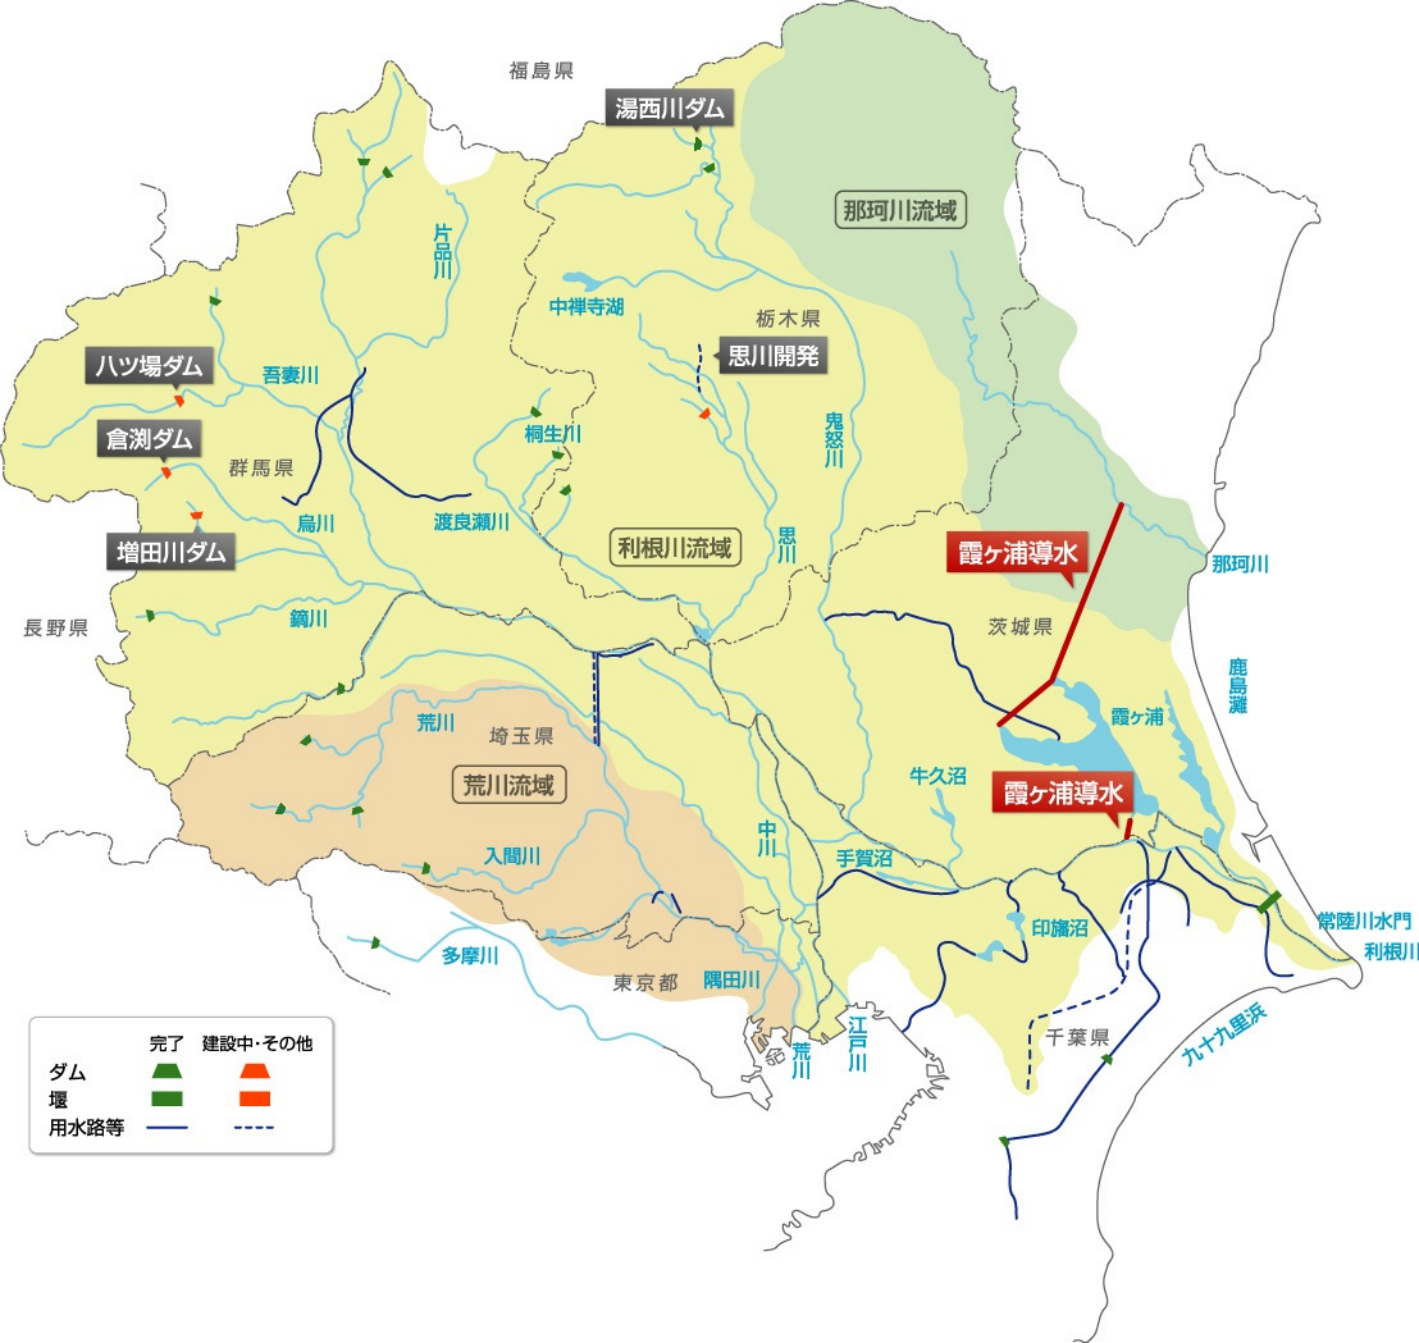 福島県
湯西川ダム
那珂川流域
片品川
中禅寺湖
栃木県
思川開発
八ツ場ダム
吾妻川
倉渕ダム
群馬県
桐生川
鬼怒川
烏川
渡良瀬川
利根川流域
思川
霞ヶ浦導水
増田川ダム
那珂川
長野県
鏑川
茨城県
鹿島灘
荒川
埼玉県
霞ヶ浦
荒川流域
牛久沼
霞ヶ浦導水
入間川
中川
手賀沼
常陸川水門
利根川
多摩川
印旛沼
東京都
隅田川
荒川
江戸川
千葉県
九十九里浜
完了 建設中・その他
ダム
堰
用水路等